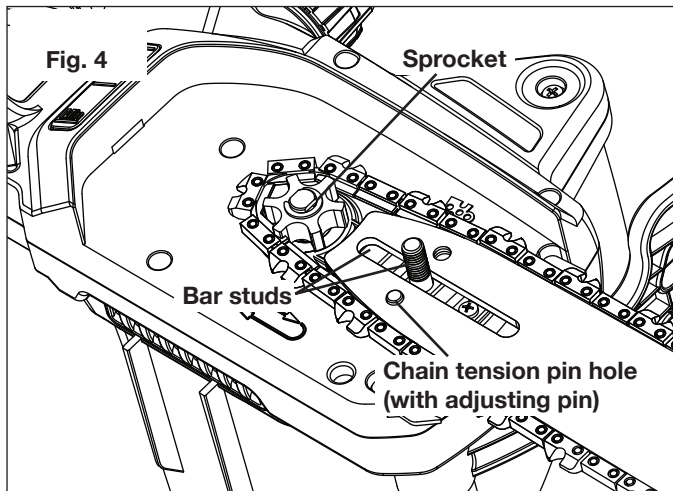 Fig. 4
Sprocket
Bar studs
Chain tension pin hole
(with adjusting pin)